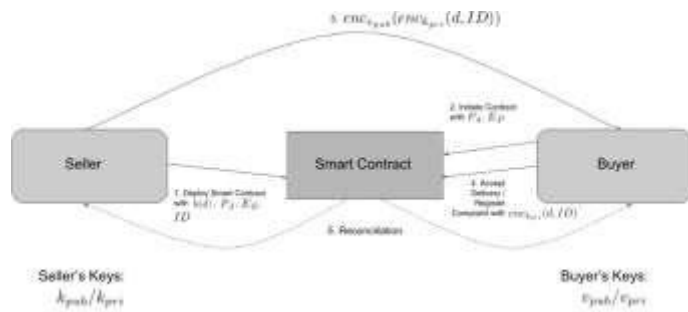 3. enc_{v_{pub}}(enc_{k_{prv}}(d, ID))
2. Initiate Contract
with P_d, E_P
Seller
Smart Contract
Buyer
1. Deploy Smart Contract
with h(d), P_d, E_d,
ID
4. Accept
Delivery /
Register
Complaint with enc_{k_{prv}}(d, ID)
5. Reconciliation
Seller's Keys:
k_{pub}/k_{prv}
Buyer's Keys:
v_{pub}/v_{prv}